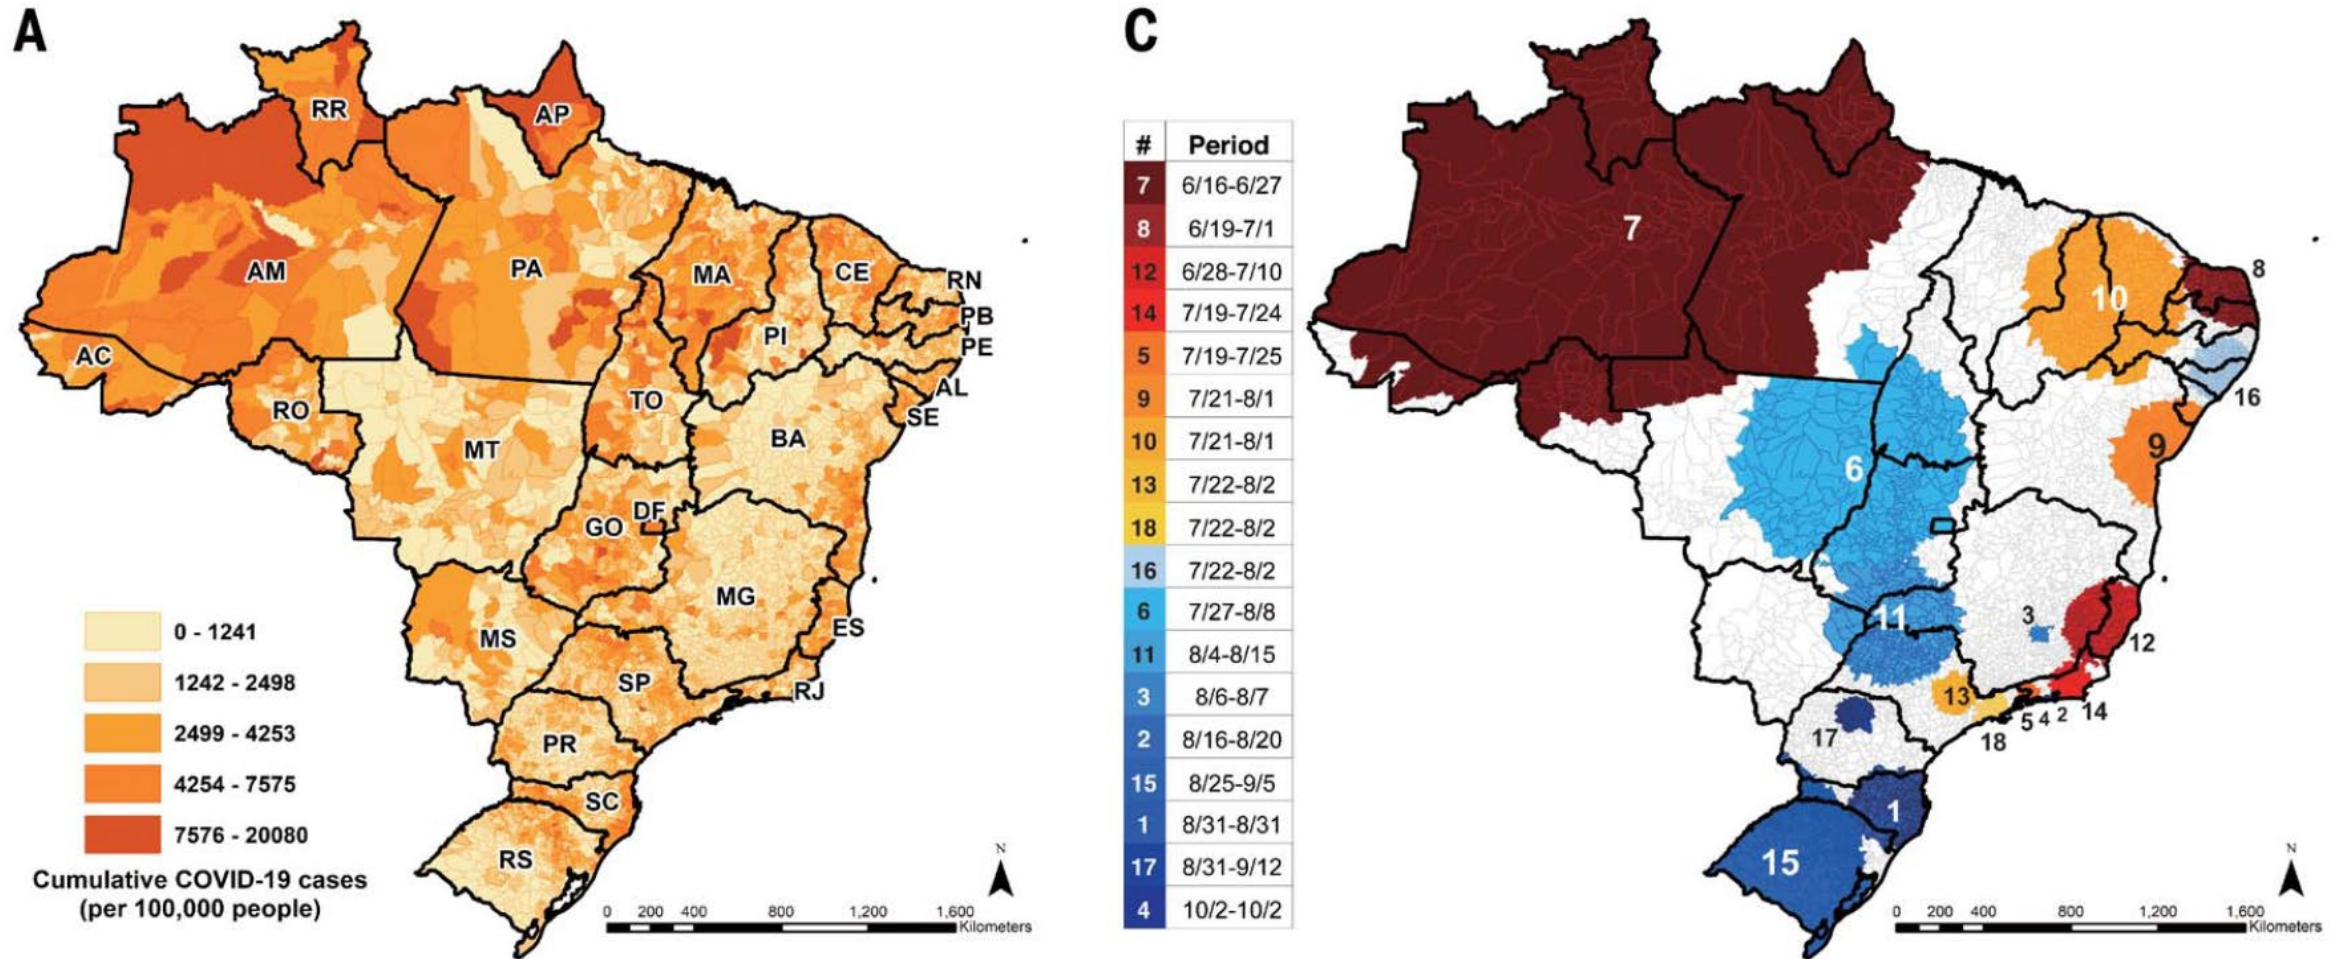 A
RR
AP
AM
PA
MA
CE
RN
PB
PE
PI
AC
AL
TO
SE
RO
BA
MT
DF
GO
MG
ES
MS
SP
RJ
PR
SC
RS
0 - 1241
1242 - 2498
2499 - 4253
4254 - 7575
7576 - 20080
Cumulative COVID-19 cases
(per 100,000 people)
N
0 200 400 800 1,200 1,600
Kilometers
C
# Period
7 6/16-6/27
8 6/19-7/1
12 6/28-7/10
14 7/19-7/24
5 7/19-7/25
9 7/21-8/1
10 7/21-8/1
13 7/22-8/2
18 7/22-8/2
16 7/22-8/2
6 7/27-8/8
11 8/4-8/15
3 8/6-8/7
2 8/16-8/20
15 8/25-9/5
1 8/31-8/31
17 8/31-9/12
4 10/2-10/2
7
8
10
16
9
6
11
3
12
13
5 4 2 14
18
17
1
15
N
0 200 400 800 1,200 1,600
Kilometers